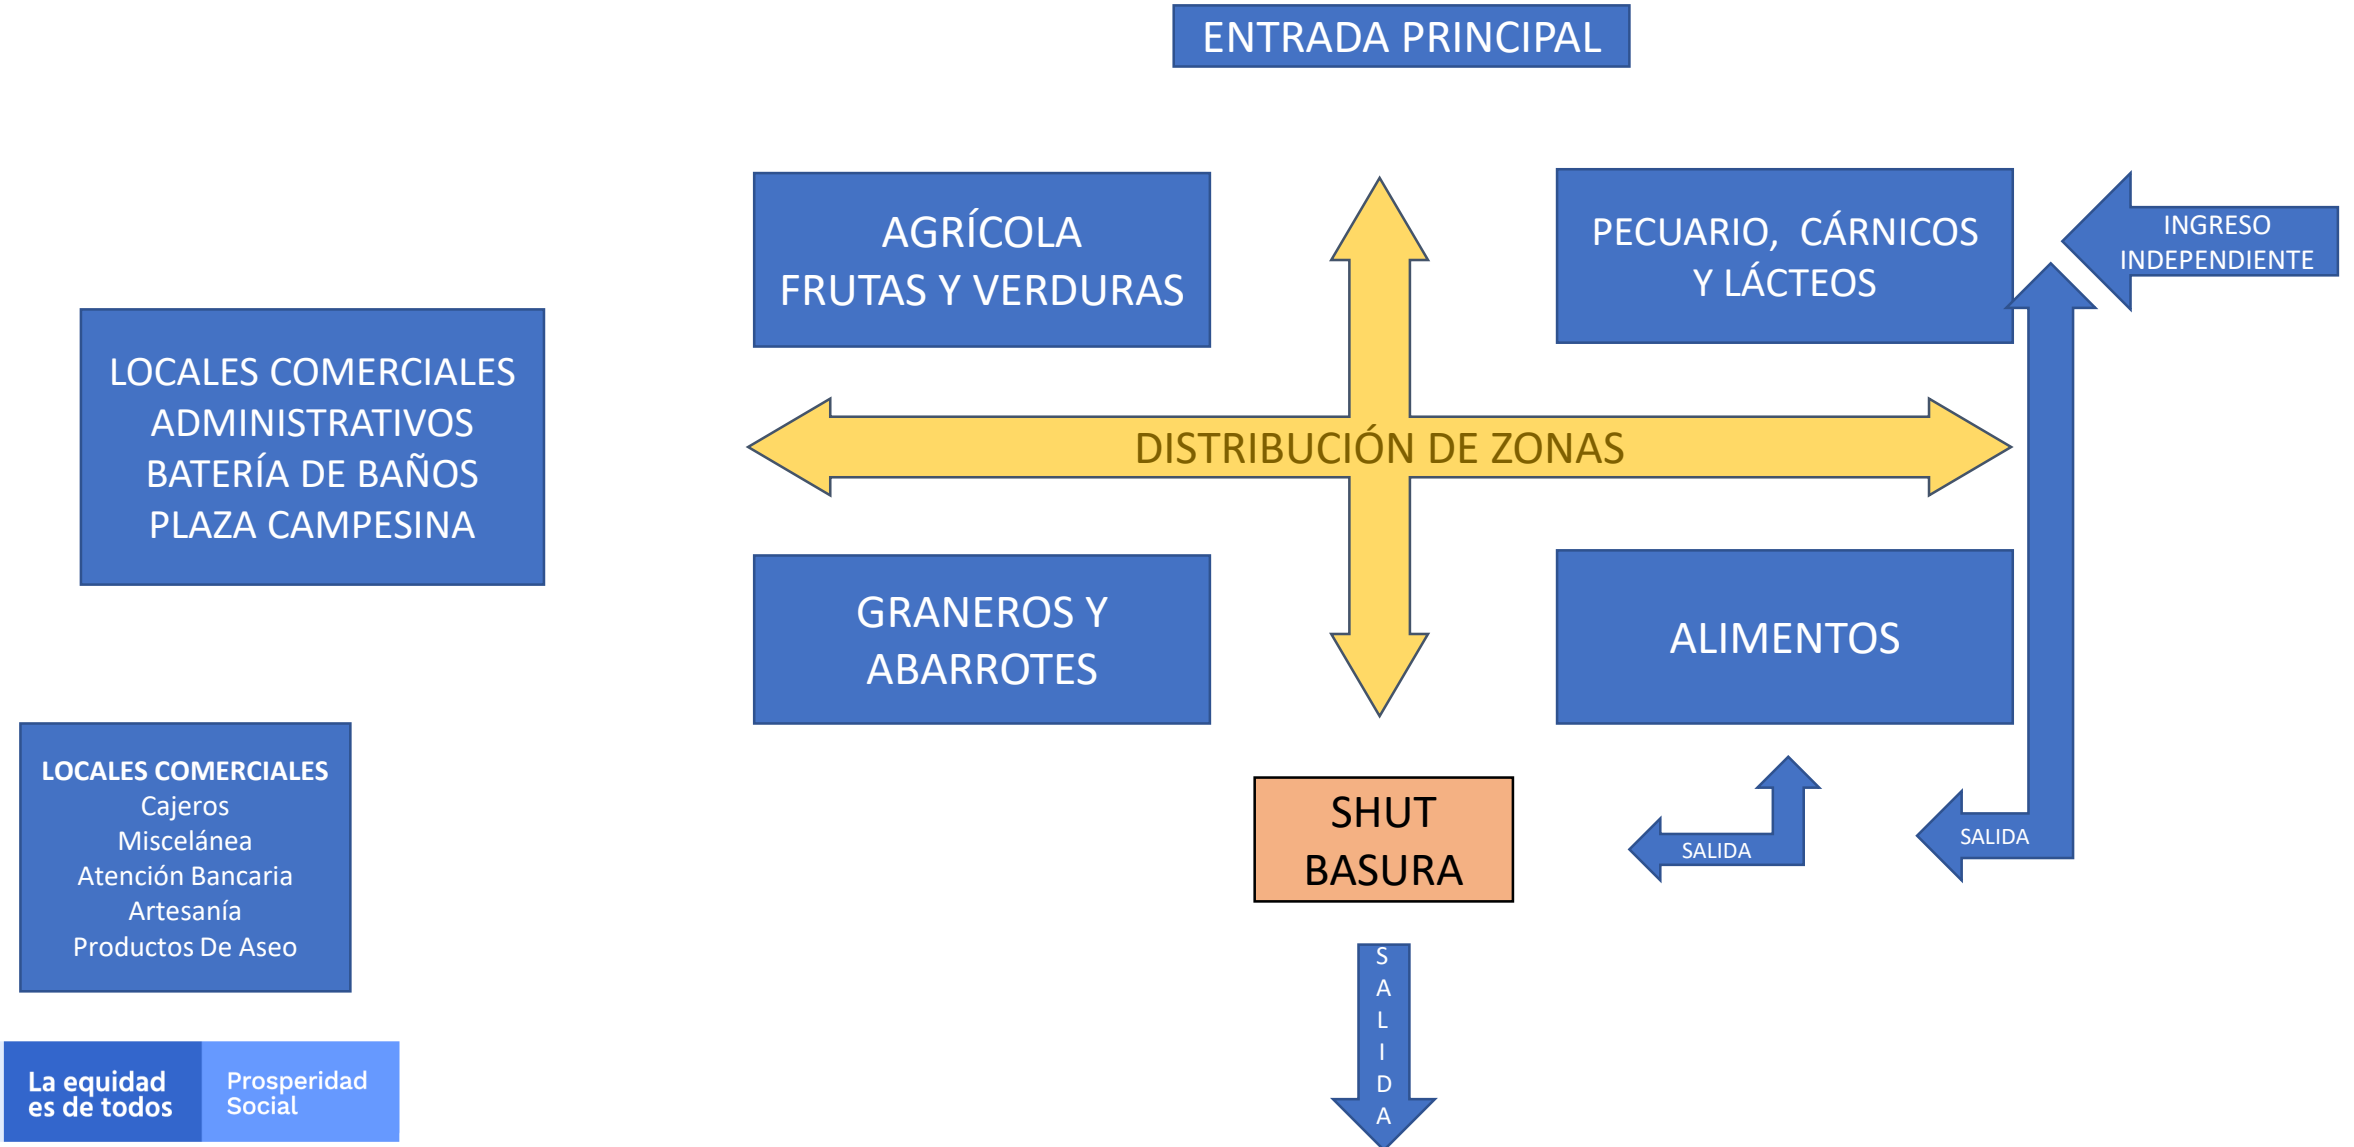 ENTRADA PRINCIPAL
AGRÍCOLA
FRUTAS Y VERDURAS
PECUARIO, CÁRNICOS
Y LÁCTEOS
INGRESO
INDEPENDIENTE
LOCALES COMERCIALES
ADMINISTRATIVOS
BATERÍA DE BAÑOS
PLAZA CAMPESINA
DISTRIBUCIÓN DE ZONAS
GRANEROS Y
ABARROTES
ALIMENTOS
LOCALES COMERCIALES
Cajeros
Miscelánea
Atención Bancaria
Artesanía
Productos De Aseo
SHUT
BASURA
SALIDA
SALIDA
SALIDA
La equidad
es de todos
Prosperidad
Social